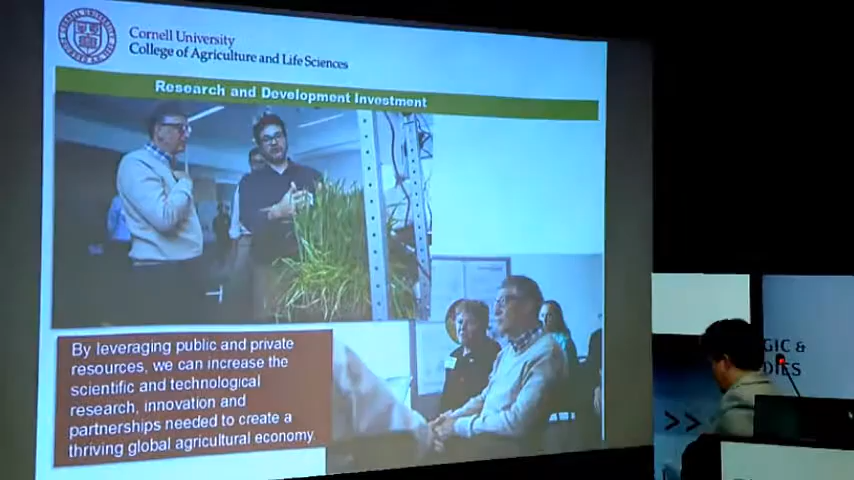 Cornell University
College of Agriculture and Life Sciences
Research and Development Investment
By leveraging public and private
resources, we can increase the
scientific and technological
research, innovation and
partnerships needed to create a
thriving global agricultural economy.
GIC &
DIES
>>